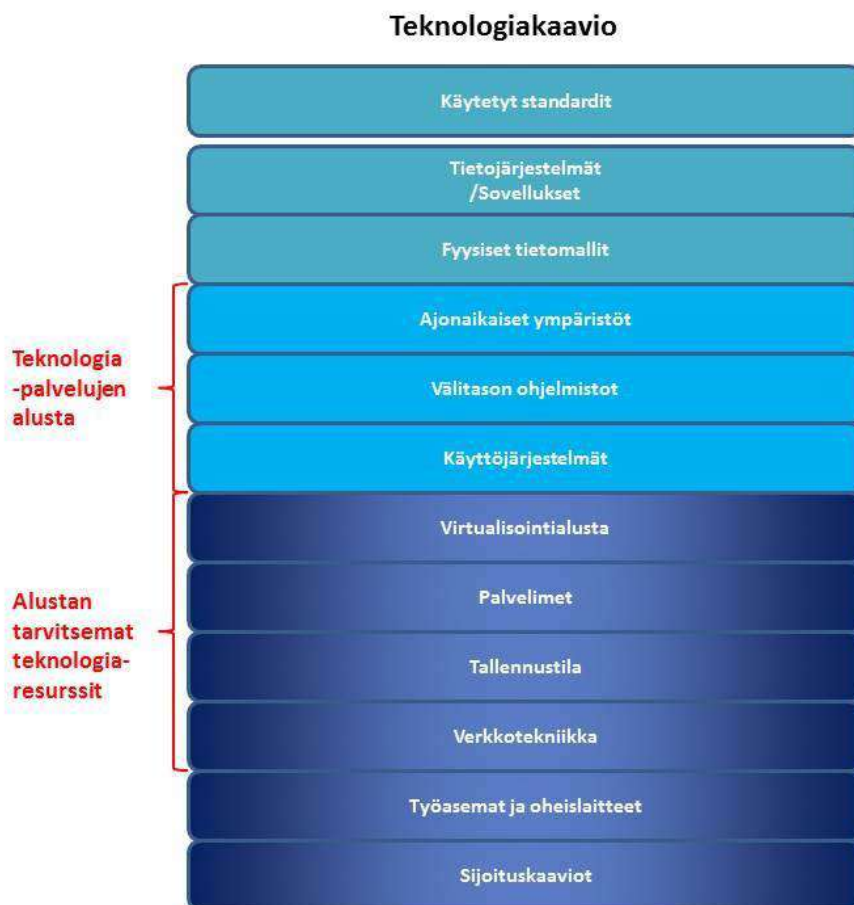 Teknologiakaavio
Käytetyt standardit
Tietojärjestelmät
/Sovellukset
Fyysiset tietomallit
Teknologia
-palvelujen
alusta
Ajonaikaiset ympäristöt
Välitason ohjelmistot
Käyttöjärjestelmät
Alustan
tarvitsemat
teknologia-
resurssit
Virtualisointialusta
Palvelimet
Tallennustila
Verkkotekniikka
Työasemat ja oheislaitteet
Sijoituskaaviot